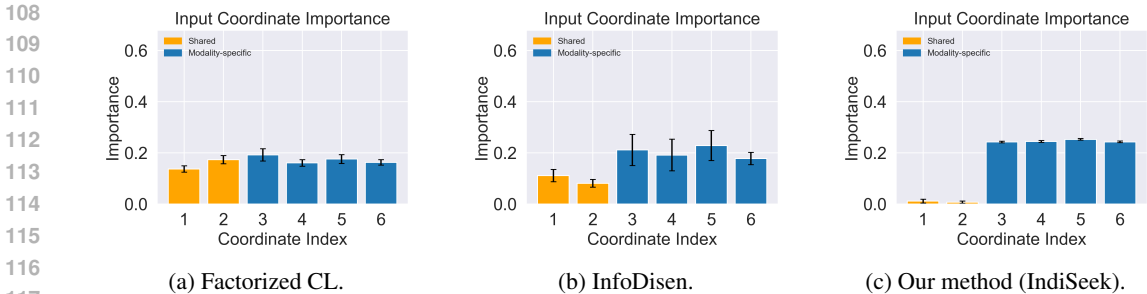 108
109
110
111
112
113
114
115
116
117
Input Coordinate Importance
Shared
Modality-specific
Importance
0.6
0.4
0.2
0.0
1 2 3 4 5 6
Coordinate Index
(a) Factorized CL.
Input Coordinate Importance
Shared
Modality-specific
Importance
0.6
0.4
0.2
0.0
1 2 3 4 5 6
Coordinate Index
(b) InfoDisen.
Input Coordinate Importance
Shared
Modality-specific
Importance
0.6
0.4
0.2
0.0
1 2 3 4 5 6
Coordinate Index
(c) Our method (IndiSeek).